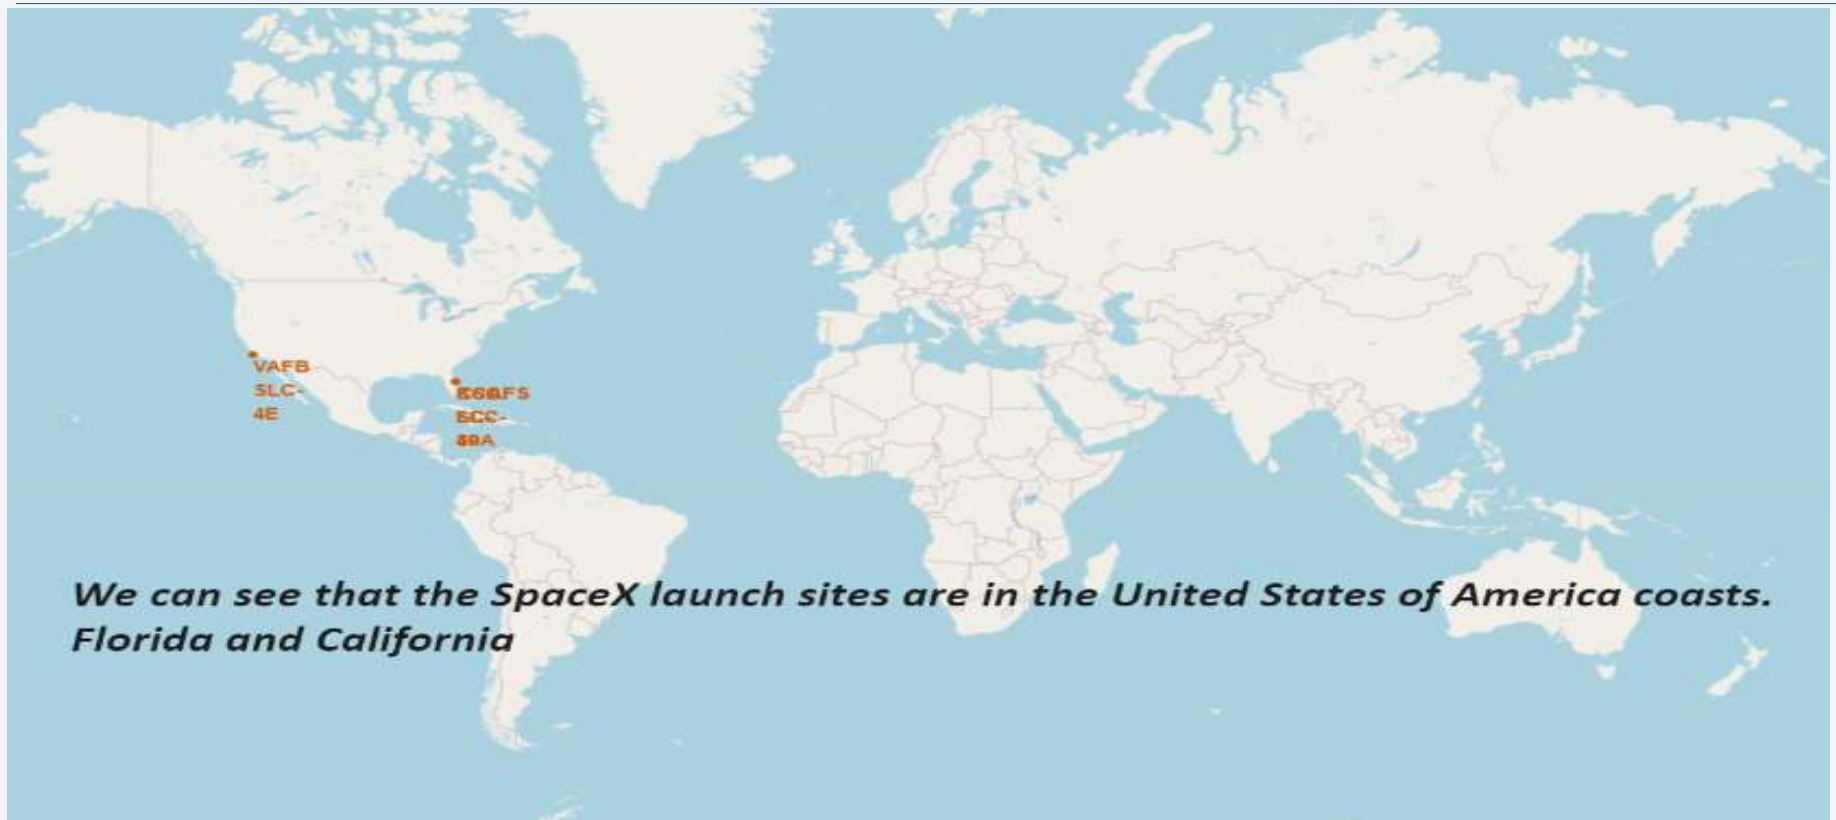 VAFB
SLC-
4E
We can see that the SpaceX launch sites are in the United States of America coasts.
Florida and California